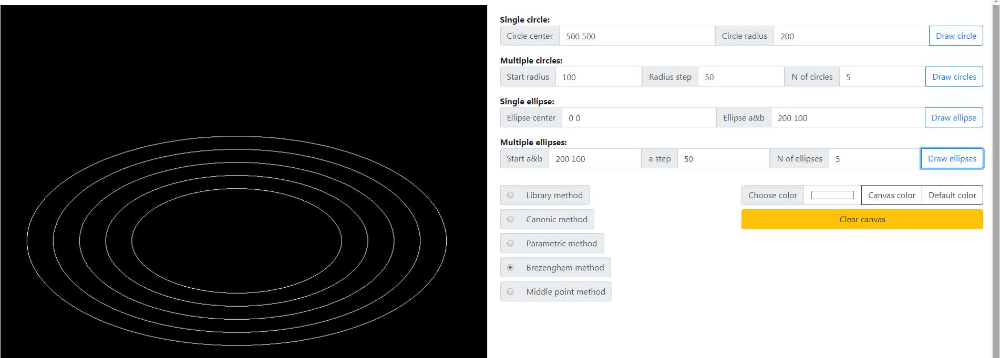 Single circle:
Circle center 500 500 Circle radius 200 Draw circle
Multiple circles:
Start radius 100 Radius step 50 N of circles 5 Draw circles
Single ellipse:
Ellipse center 0 0 Ellipse a&b 200 100 Draw ellipse
Multiple ellipses:
Start a&b 200 100 a step 50 N of ellipses 5 Draw ellipses
Library method Choose color Canvas color Default color
Canonic method Clear canvas
Parametric method
Brezenghem method
Middle point method